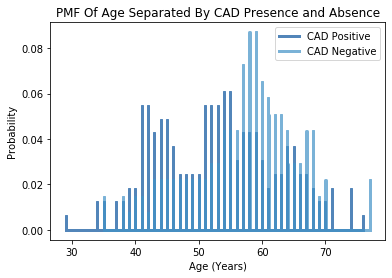 PMF Of Age Separated By CAD Presence and Absence
CAD Positive
CAD Negative
0.08
0.06
0.04
0.02
0.00
Probability
30 40 50 60 70
Age (Years)